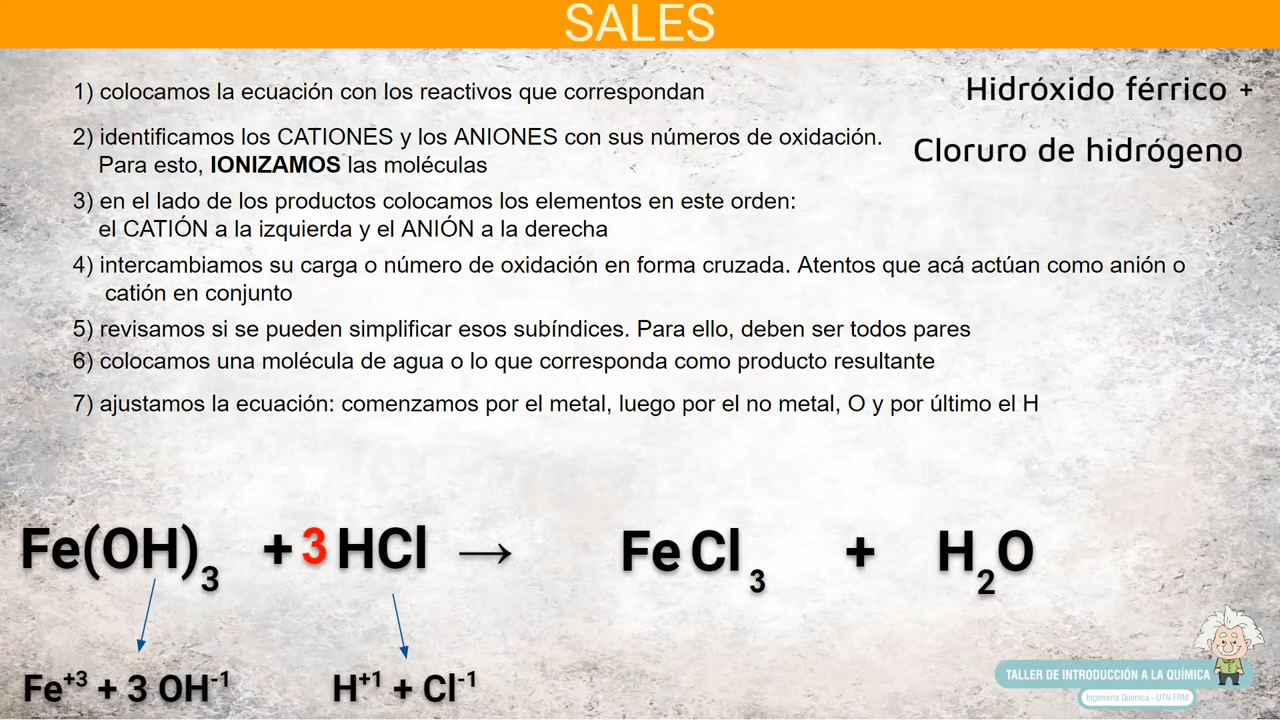 SALES
1) colocamos la ecuación con los reactivos que correspondan
Hidróxido férrico +
2) identificamos los CATIONES y los ANIONES con sus números de oxidación.
Para esto, IONIZAMOS las moléculas
Cloruro de hidrógeno
3) en el lado de los productos colocamos los elementos en este orden:
el CATIÓN a la izquierda y el ANIÓN a la derecha
4) intercambiamos su carga o número de oxidación en forma cruzada. Atentos que acá actúan como anión o
catión en conjunto
5) revisamos si se pueden simplificar esos subíndices. Para ello, deben ser todos pares
6) colocamos una molécula de agua o lo que corresponda como producto resultante
7) ajustamos la ecuación: comenzamos por el metal, luego por el no metal, O y por último el H
Fe(OH)₃ + 3 HCl → FeCl₃ + H₂O
Fe⁺³ + 3 OH⁻¹ H⁺¹ + Cl⁻¹
TALLER DE INTRODUCCIÓN A LA QUÍMICA
Ingeniería Química - UTN FRM